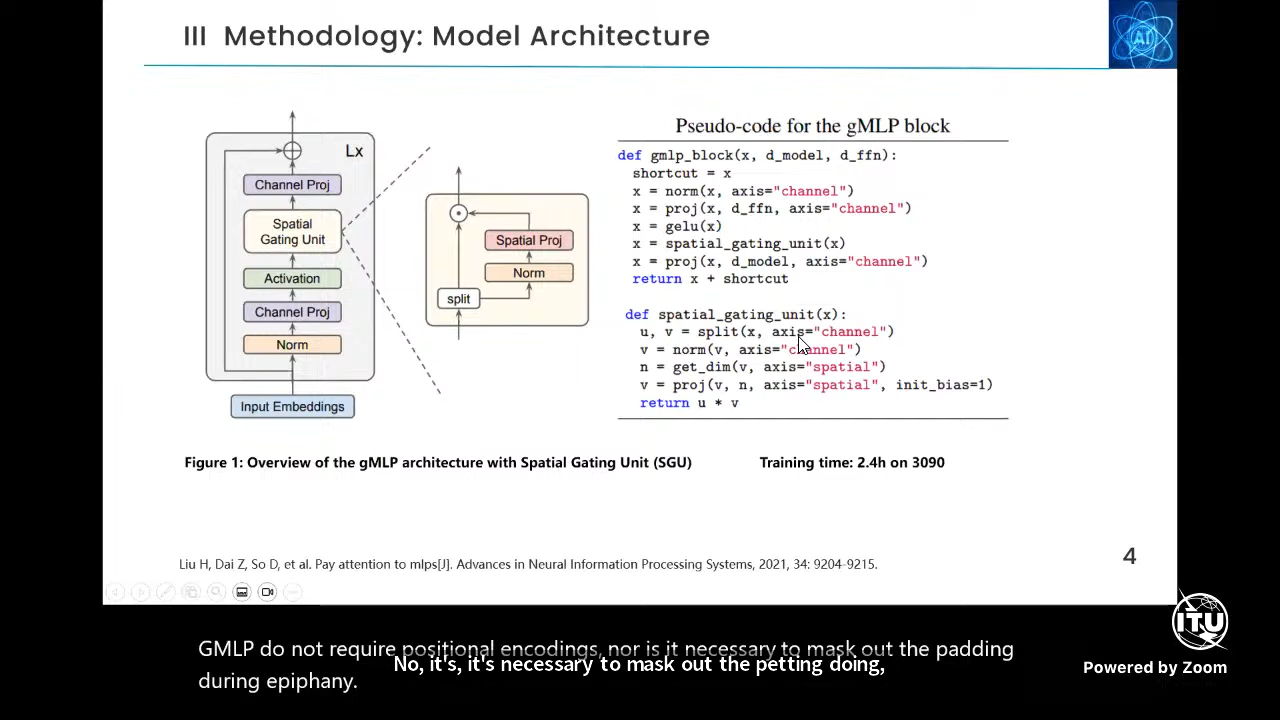 III Methodology: Model Architecture
AI
Lx
Channel Proj
Spatial
Gating Unit
Activation
Channel Proj
Norm
Input Embeddings
Spatial Proj
Norm
split
Pseudo-code for the gMLP block
def gmlp_block(x, d_model, d_ffn):
shortcut = x
x = norm(x, axis="channel")
x = proj(x, d_ffn, axis="channel")
x = gelu(x)
x = spatial_gating_unit(x)
x = proj(x, d_model, axis="channel")
return x + shortcut
def spatial_gating_unit(x):
u, v = split(x, axis="channel")
v = norm(v, axis="channel")
n = get_dim(v, axis="spatial")
v = proj(v, n, axis="spatial", init_bias=1)
return u * v
Figure 1: Overview of the gMLP architecture with Spatial Gating Unit (SGU)
Training time: 2.4h on 3090
Liu H, Dai Z, So D, et al. Pay attention to mlps[J]. Advances in Neural Information Processing Systems, 2021, 34: 9204-9215.
4
GMLP do not require positional encodings, nor is it necessary to mask out the padding
during epiphany.
No, it's, it's necessary to mask out the petting doing,
ITU
Powered by Zoom